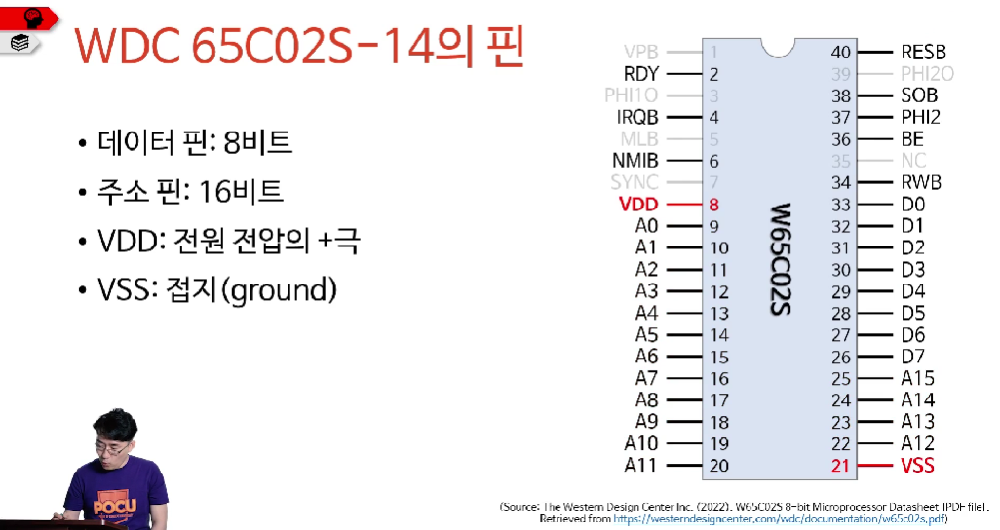 WDC 65C02S-14의 핀
• 데이터 핀: 8비트
• 주소 핀: 16비트
• VDD: 전원 전압의 +극
• VSS: 접지(ground)
VPB 1 40 RESB
RDY 2 39 PHI2O
PHI1O 3 38 SOB
IRQB 4 37 PHI2
MLB 5 36 BE
NMIB 6 35 NC
SYNC 7 34 RWB
VDD 8 33 D0
A0 9 32 D1
A1 10 31 D2
A2 11 30 D3
A3 12 29 D4
A4 13 28 D5
A5 14 27 D6
A6 15 26 D7
A7 16 25 A15
A8 17 24 A14
A9 18 23 A13
A10 19 22 A12
A11 20 21 VSS
W65C02S
POCU
(Source: The Western Design Center Inc. (2022). W65C02S 8-bit Microprocessor Datasheet [PDF file].
Retrieved from https://westerndesigncenter.com/wdc/documentation/w65c02s.pdf)